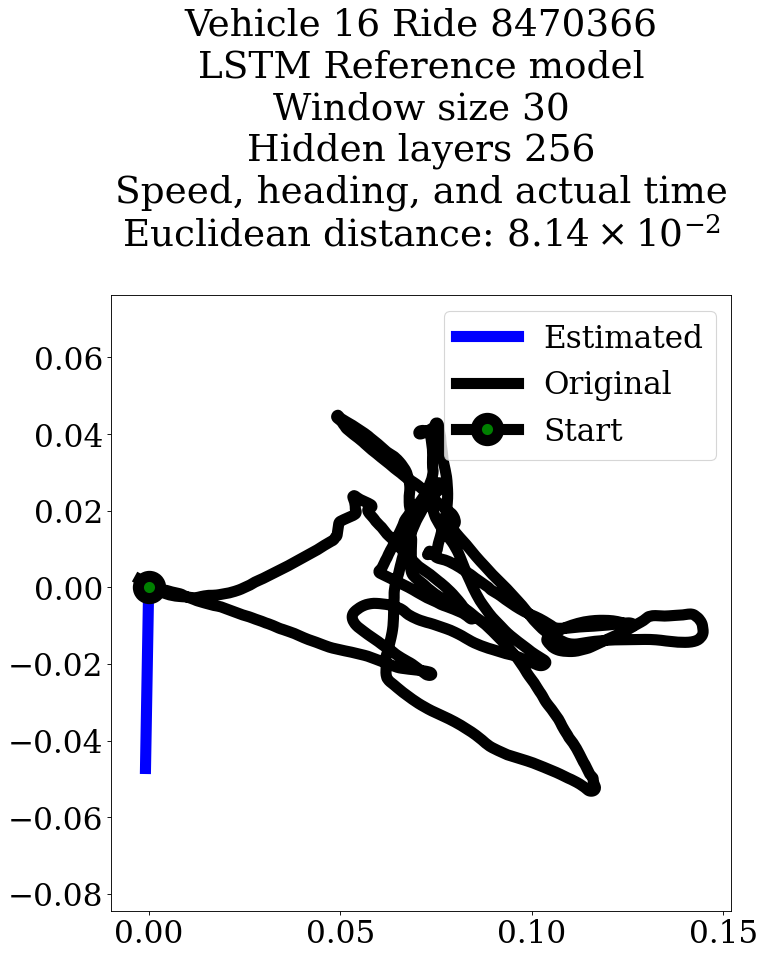 Vehicle 16 Ride 8470366
LSTM Reference model
Window size 30
Hidden layers 256
Speed, heading, and actual time
Euclidean distance: 8.14 × 10⁻²
Estimated
Original
Start
0.06
0.04
0.02
0.00
−0.02
−0.04
−0.06
−0.08
0.00 0.05 0.10 0.15